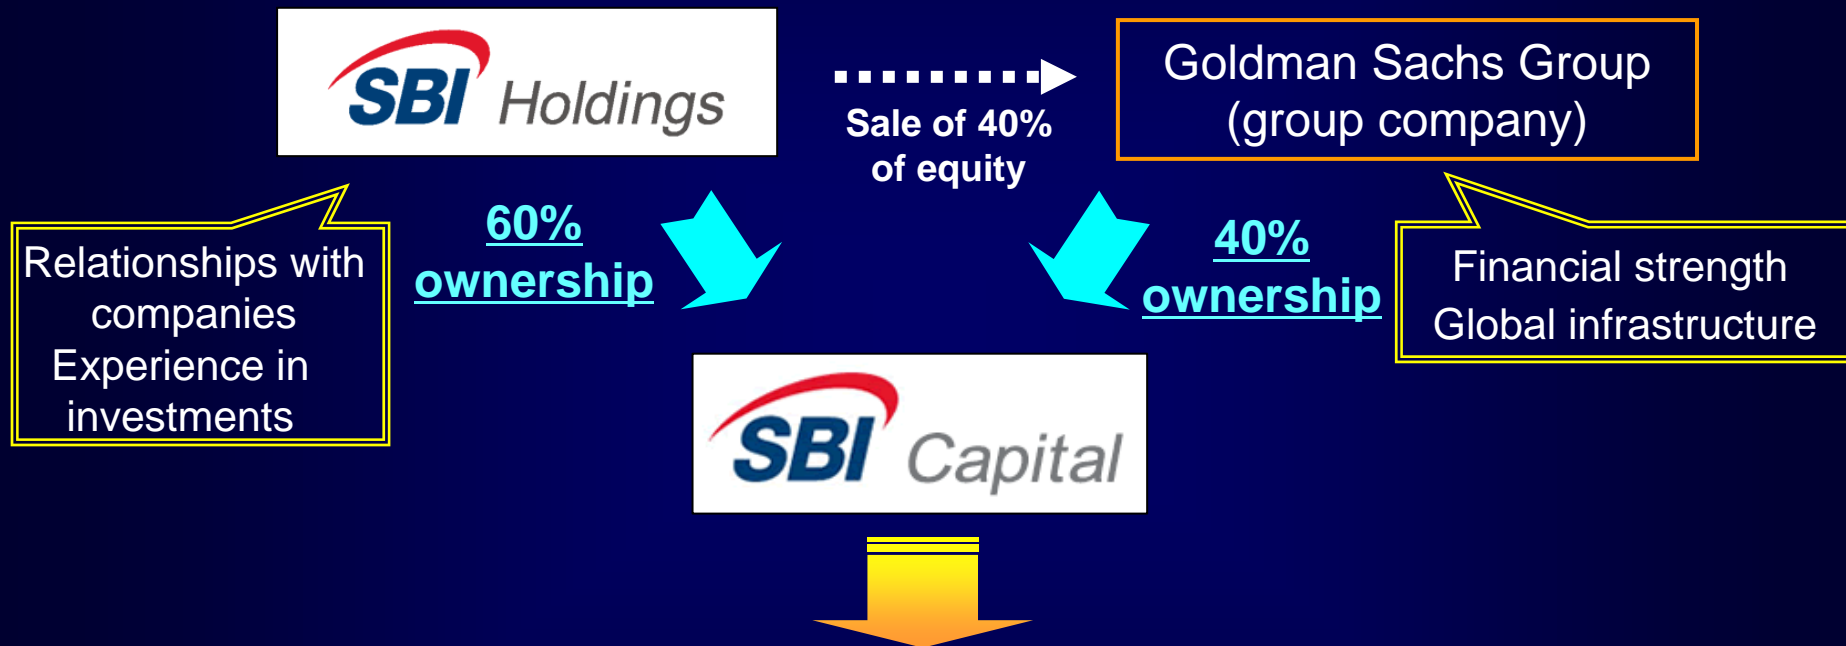 SBI Holdings
Sale of 40%
of equity
Goldman Sachs Group
(group company)
Relationships with
companies
Experience in
investments
60%
ownership
40%
ownership
Financial strength
Global infrastructure
SBI Capital